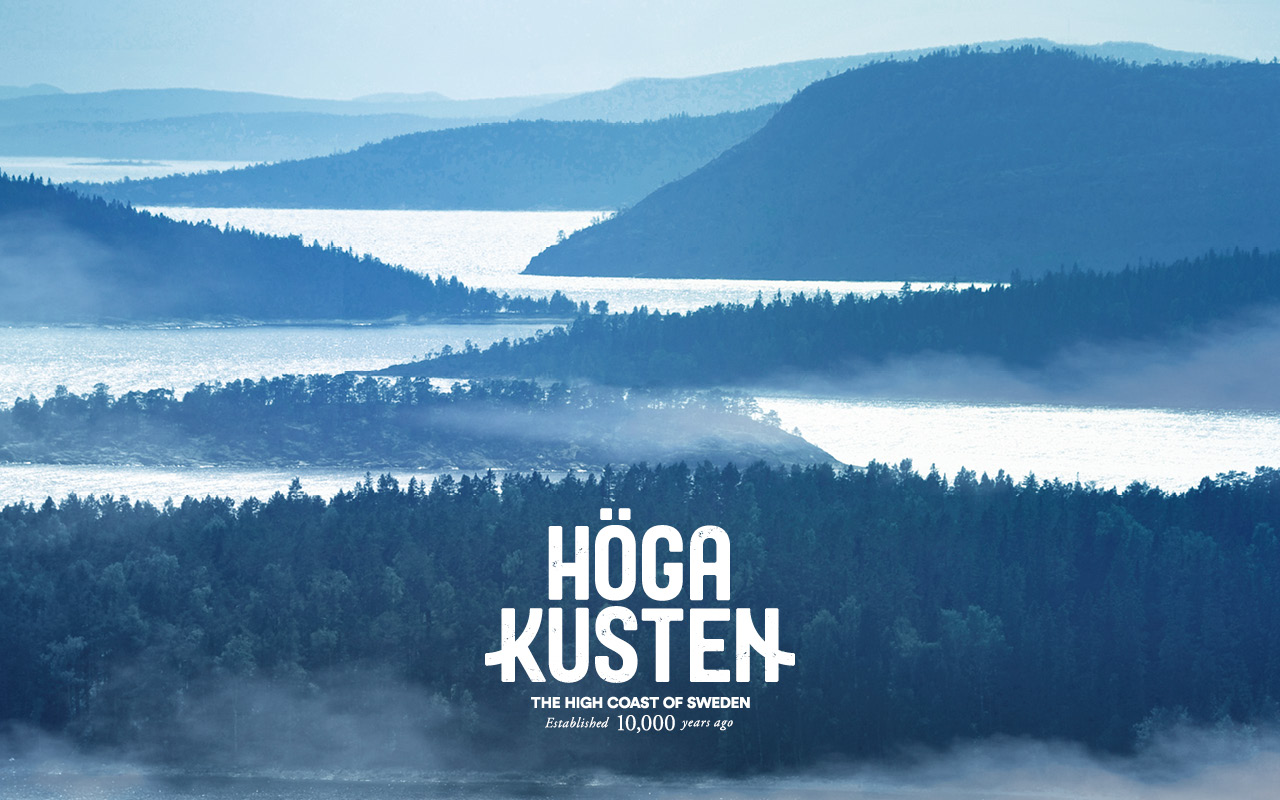 HÖGA
KUSTEN
THE HIGH COAST OF SWEDEN
Established 10,000 years ago